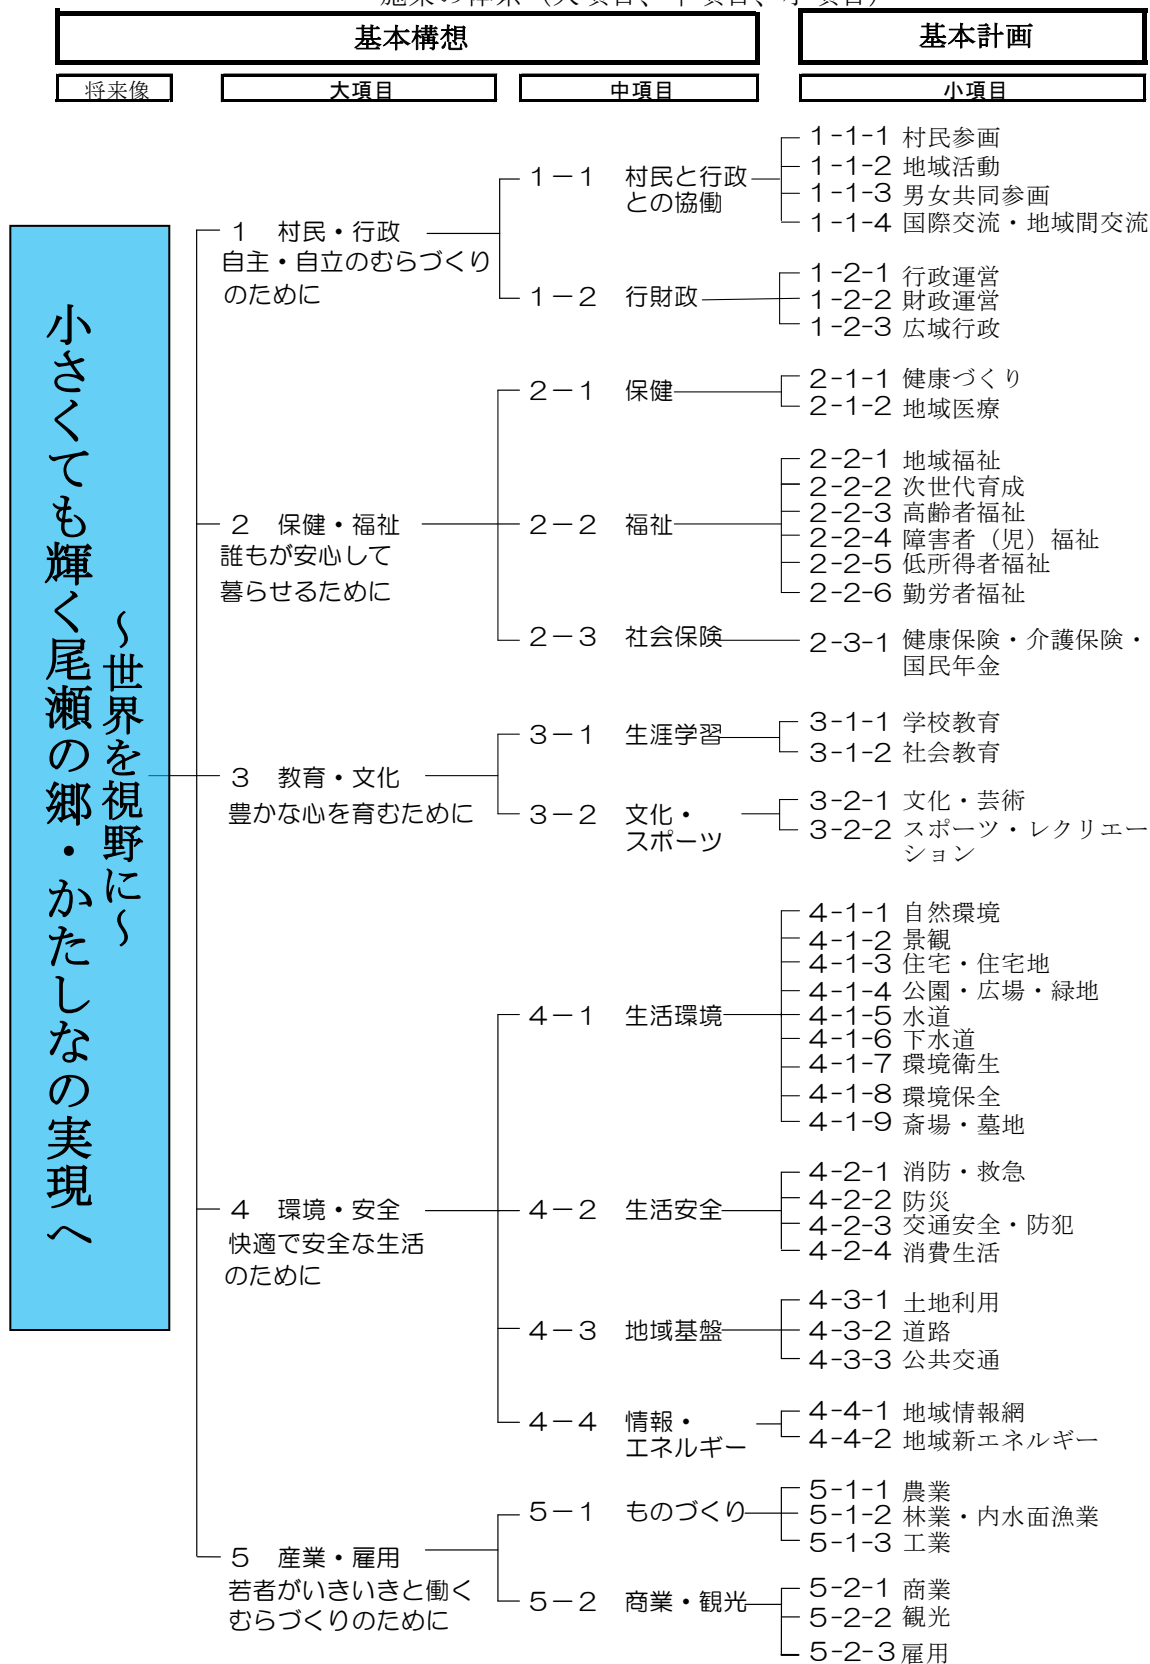 施策の体系（大項目、中項目、小項目）
基本構想
基本計画
将来像
大項目
中項目
小項目
小さくても輝く尾瀬の郷・かたしなの実現へ
～世界を視野に～
1 村民・行政
自主・自立のむらづくり
のために
1－1 村民と行政
との協働
1-1-1 村民参画
1-1-2 地域活動
1-1-3 男女共同参画
1-1-4 国際交流・地域間交流
1－2 行財政
1-2-1 行政運営
1-2-2 財政運営
1-2-3 広域行政
2 保健・福祉
誰もが安心して
暮らせるために
2－1 保健
2-1-1 健康づくり
2-1-2 地域医療
2－2 福祉
2-2-1 地域福祉
2-2-2 次世代育成
2-2-3 高齢者福祉
2-2-4 障害者（児）福祉
2-2-5 低所得者福祉
2-2-6 勤労者福祉
2－3 社会保険
2-3-1 健康保険・介護保険・
国民年金
3 教育・文化
豊かな心を育むために
3－1 生涯学習
3-1-1 学校教育
3-1-2 社会教育
3－2 文化・
スポーツ
3-2-1 文化・芸術
3-2-2 スポーツ・レクリエー
ション
4 環境・安全
快適で安全な生活
のために
4－1 生活環境
4-1-1 自然環境
4-1-2 景観
4-1-3 住宅・住宅地
4-1-4 公園・広場・緑地
4-1-5 水道
4-1-6 下水道
4-1-7 環境衛生
4-1-8 環境保全
4-1-9 斎場・墓地
4－2 生活安全
4-2-1 消防・救急
4-2-2 防災
4-2-3 交通安全・防犯
4-2-4 消費生活
4－3 地域基盤
4-3-1 土地利用
4-3-2 道路
4-3-3 公共交通
4－4 情報・
エネルギー
4-4-1 地域情報網
4-4-2 地域新エネルギー
5 産業・雇用
若者がいきいきと働く
むらづくりのために
5－1 ものづくり
5-1-1 農業
5-1-2 林業・内水面漁業
5-1-3 工業
5－2 商業・観光
5-2-1 商業
5-2-2 観光
5-2-3 雇用